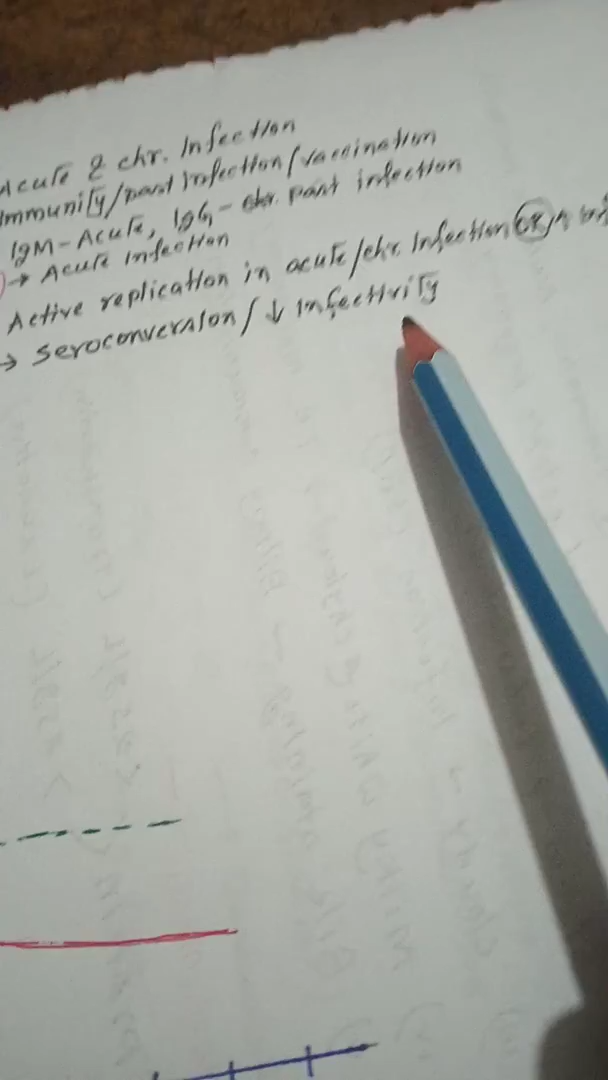 Acute & chr. Infection
Immunity/past Infection/vaccination
IgM-Acute, IgG- past infection
→ Acute infection
Active replication in acute/chr Infection
→ seroconversion/↓ infectivity